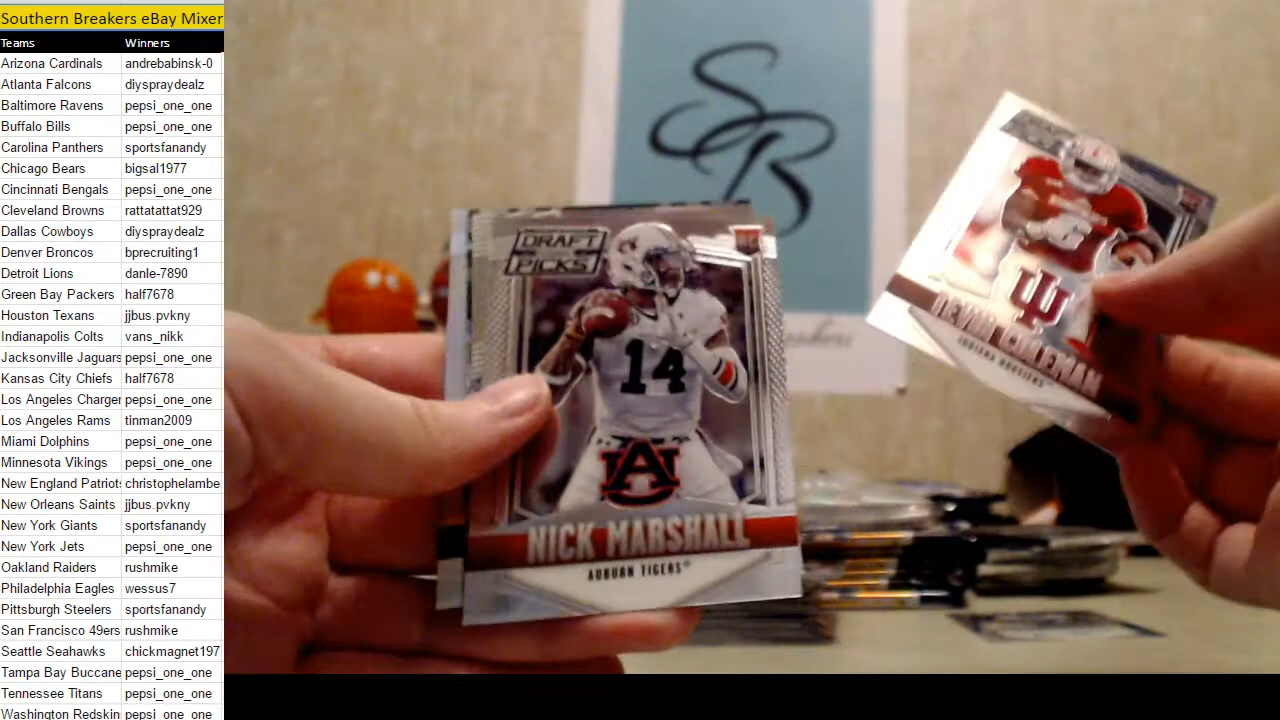 Southern Breakers eBay Mixer
Teams Winners
Arizona Cardinals andrebabinsk-0
Atlanta Falcons diyspraydealz
Baltimore Ravens pepsi_one_one
Buffalo Bills pepsi_one_one
Carolina Panthers sportsfanandy
Chicago Bears bigsal1977
Cincinnati Bengals pepsi_one_one
Cleveland Browns rattatattat929
Dallas Cowboys diyspraydealz
Denver Broncos bprecruiting1
Detroit Lions danle-7890
Green Bay Packers half7678
Houston Texans jjbus.pvkny
Indianapolis Colts vans_nikk
Jacksonville Jaguars pepsi_one_one
Kansas City Chiefs half7678
Los Angeles Charger pepsi_one_one
Los Angeles Rams tinman2009
Miami Dolphins pepsi_one_one
Minnesota Vikings pepsi_one_one
New England Patriots christophelambe
New Orleans Saints jjbus.pvkny
New York Giants sportsfanandy
New York Jets pepsi_one_one
Oakland Raiders rushmike
Philadelphia Eagles wessus7
Pittsburgh Steelers sportsfanandy
San Francisco 49ers rushmike
Seattle Seahawks chickmagnet197
Tampa Bay Buccane pepsi_one_one
Tennessee Titans pepsi_one_one
Washington Redskin pepsi_one_one
SB
DRAFT
PICKS
RC
14
AU
NICK MARSHALL
AUBURN TIGERS®
IU
TEVIN COLEMAN
INDIANA HOOSIERS